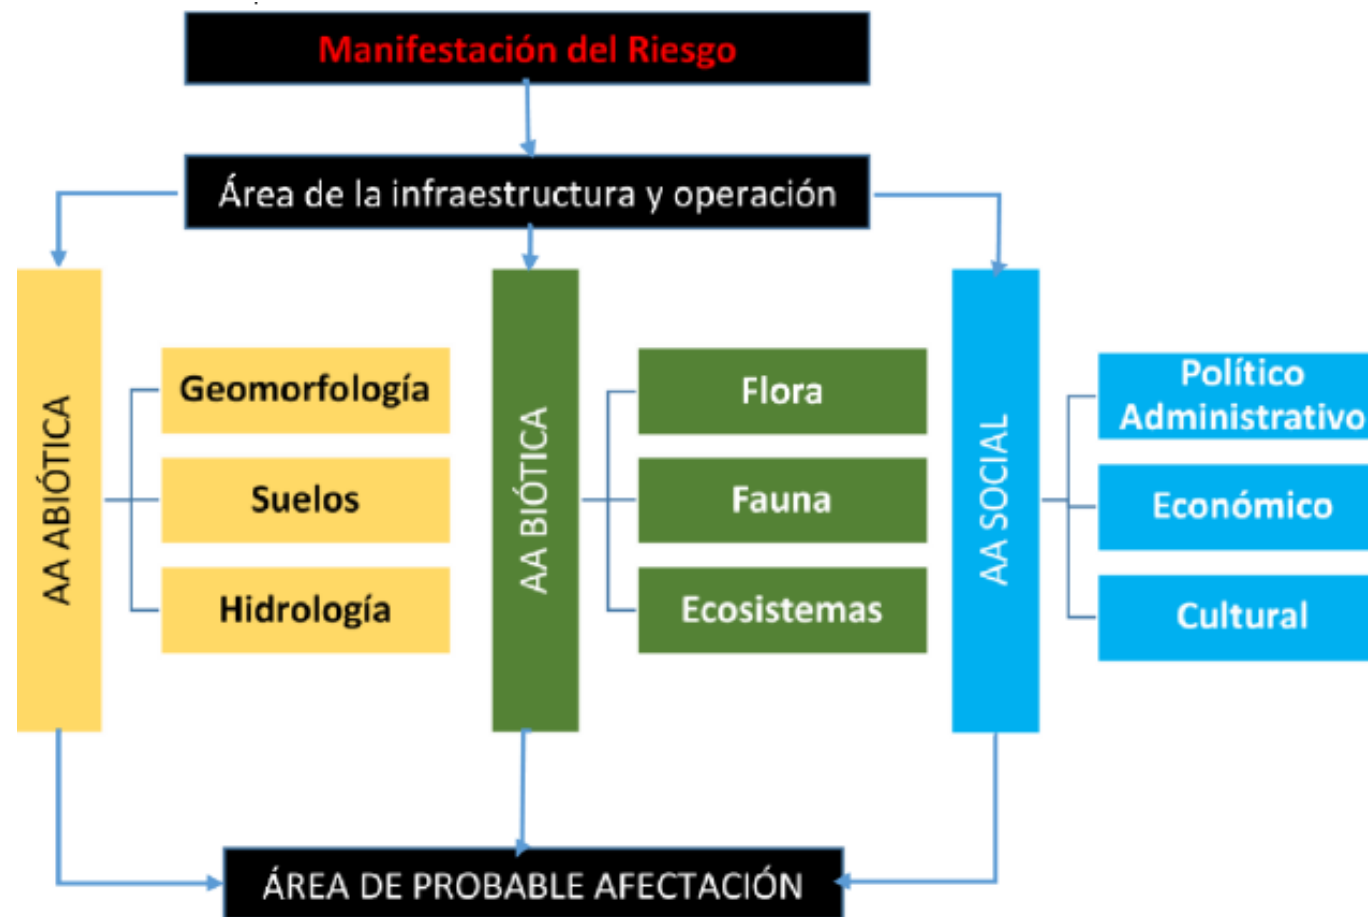 Manifestación del Riesgo
Área de la infraestructura y operación
AA ABIÓTICA
Geomorfología
Suelos
Hidrología
AA BIÓTICA
Flora
Fauna
Ecosistemas
AA SOCIAL
Político
Administrativo
Económico
Cultural
ÁREA DE PROBABLE AFECTACIÓN